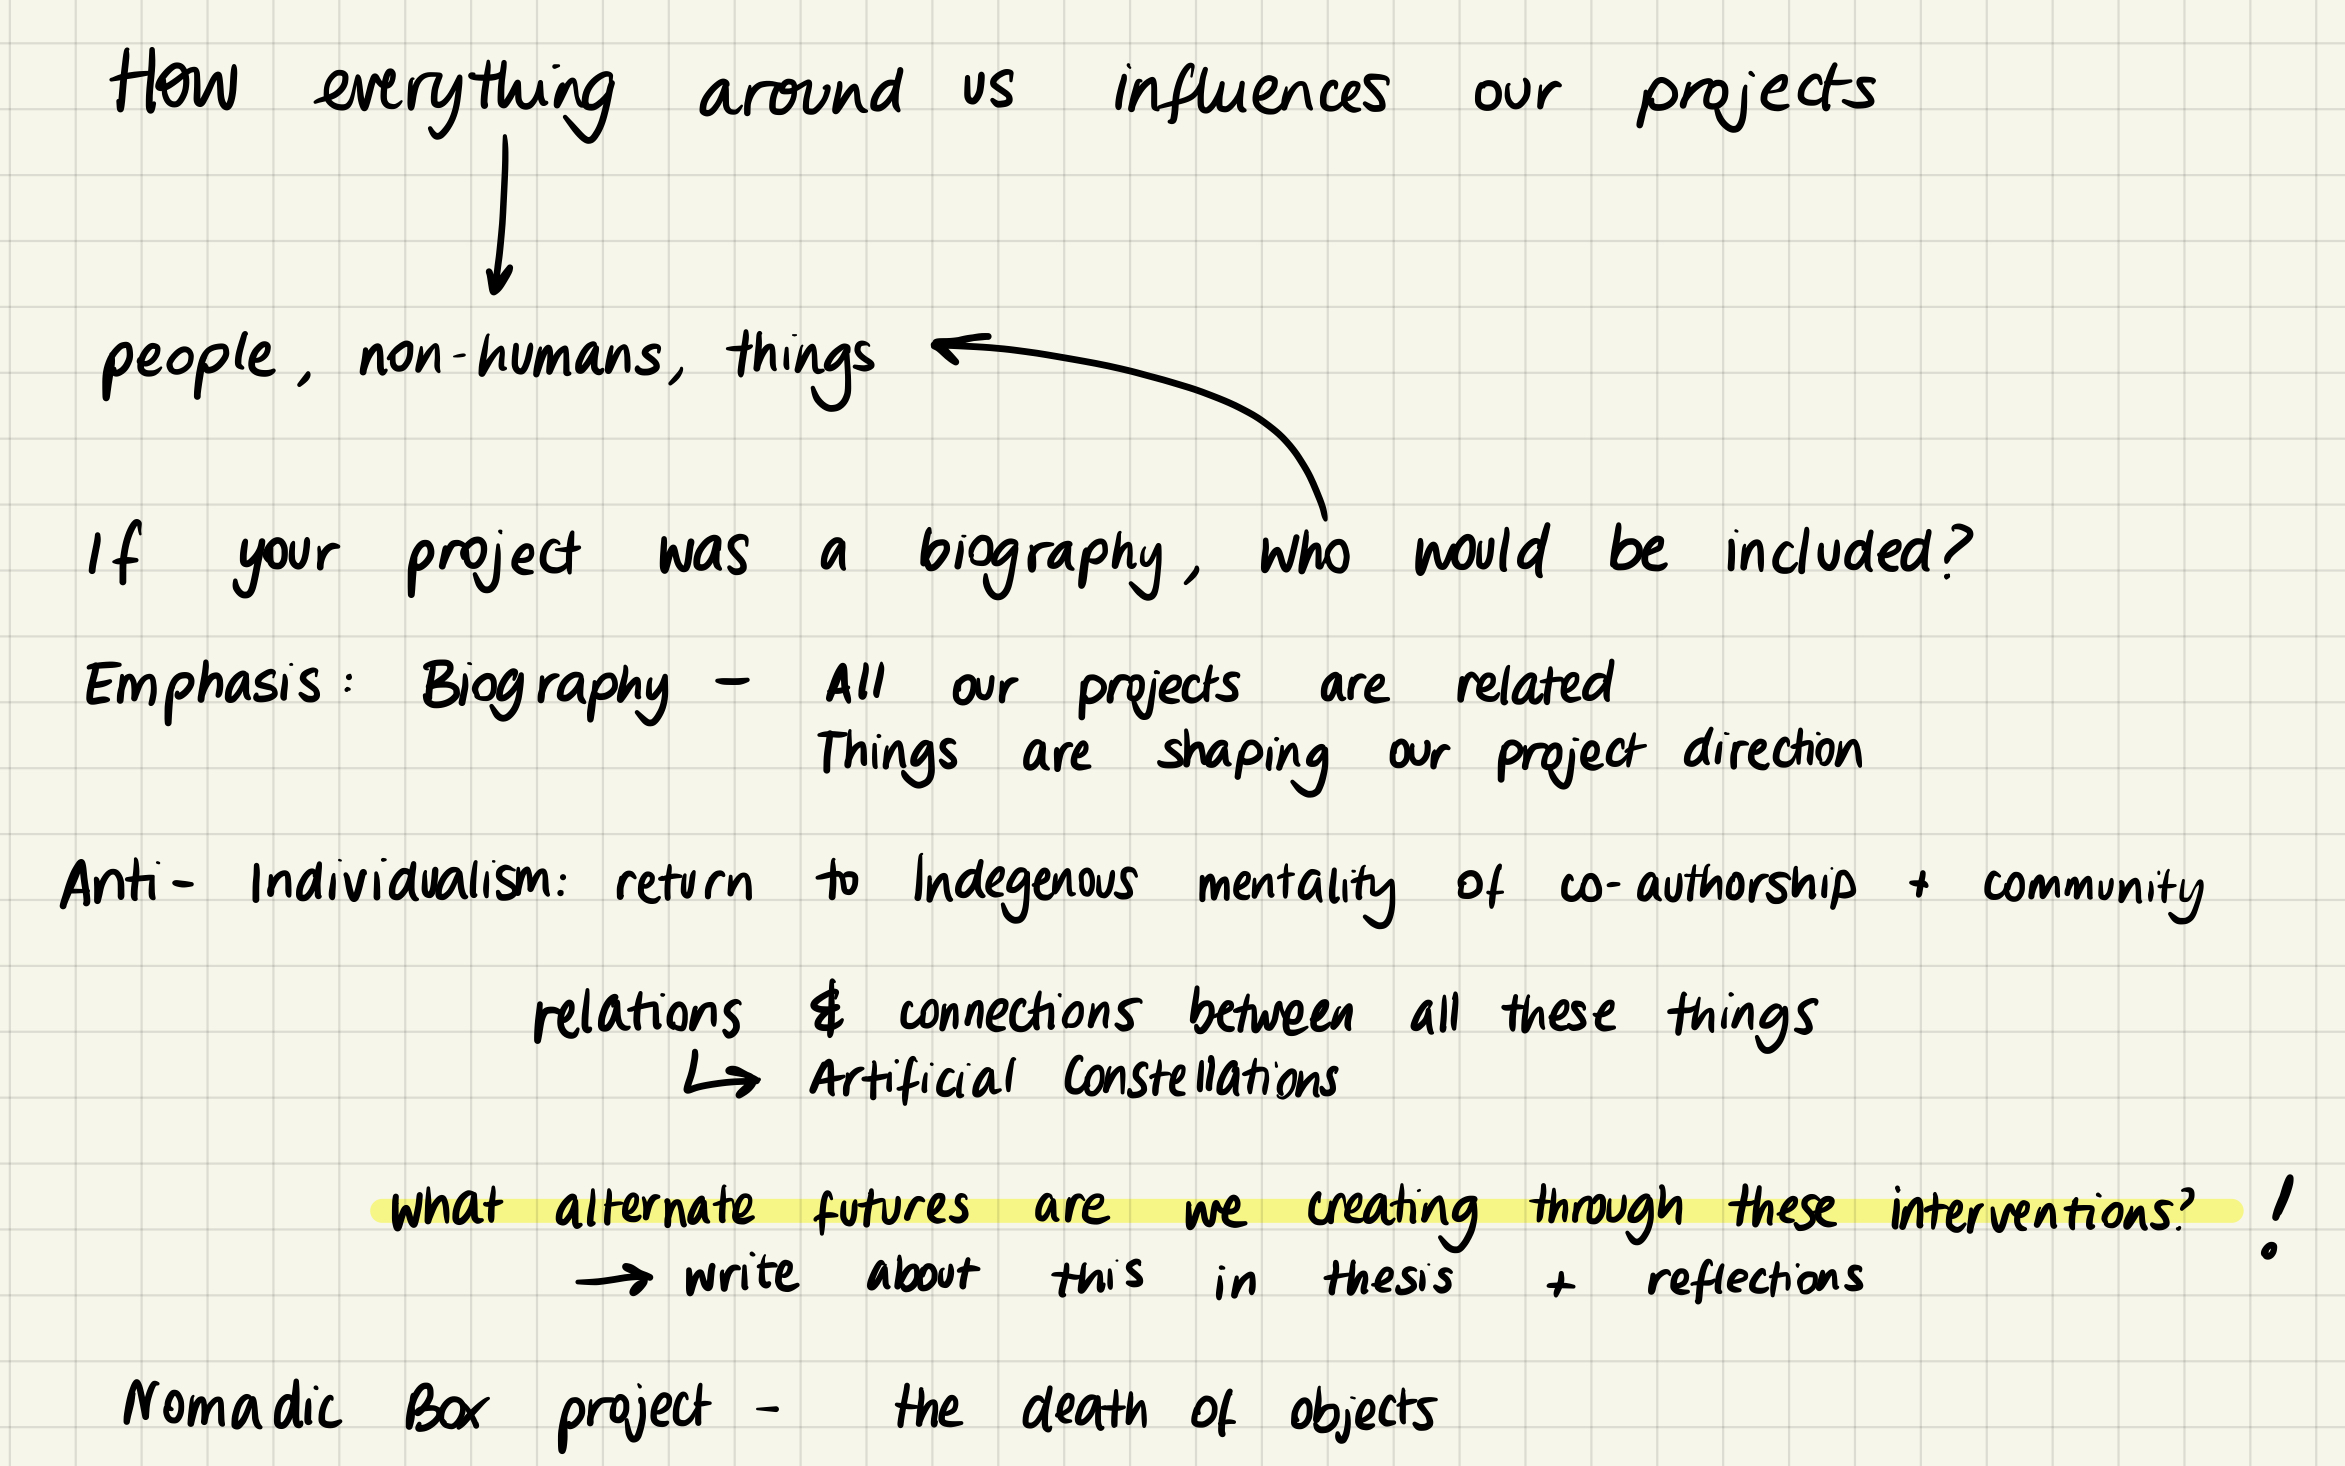 How everything around us influences our projects
people, non-humans, things
If your project was a biography, who would be included?
Emphasis: Biography - All our projects are related
Things are shaping our project direction
Anti- Individualism: return to Indegenous mentality of co-authorship + community
relations & connections between all these things
→ Artificial Constellations
what alternate futures are we creating through these interventions? !
→ write about this in thesis + reflections
Nomadic Box project - the death of objects